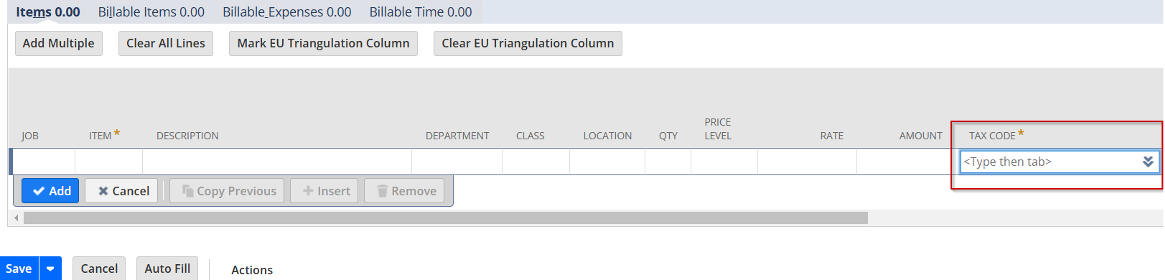 Items 0.00 Billable Items 0.00 Billable Expenses 0.00 Billable Time 0.00
Add Multiple Clear All Lines Mark EU Triangulation Column Clear EU Triangulation Column
JOB ITEM * DESCRIPTION DEPARTMENT CLASS LOCATION QTY PRICE LEVEL RATE AMOUNT TAX CODE *
<Type then tab>
Add Cancel Copy Previous Insert Remove
Save Cancel Auto Fill Actions